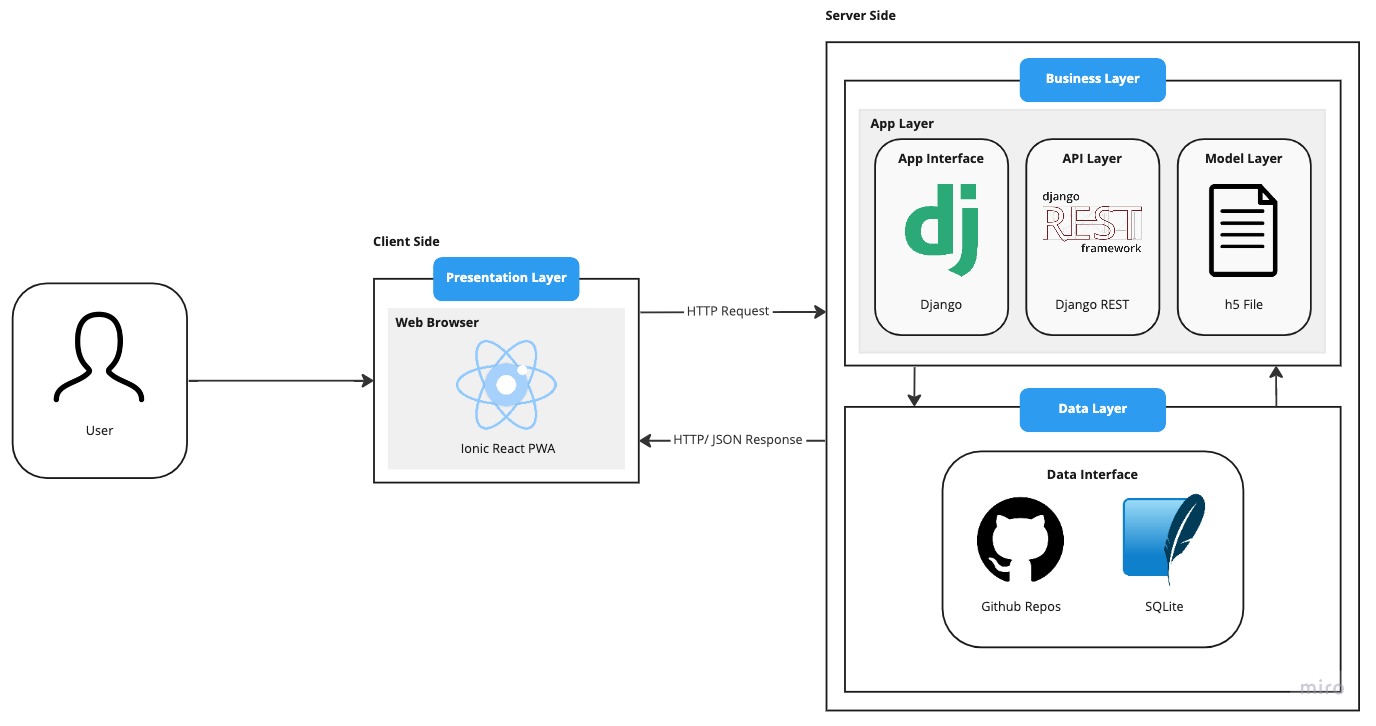 Server Side
Business Layer
App Layer
App Interface
API Layer
Model Layer
dj
django
REST
framework
Django
Django REST
h5 File
Client Side
Presentation Layer
Web Browser
Ionic React PWA
User
HTTP Request
HTTP/ JSON Response
Data Layer
Data Interface
Github Repos
SQLite
miro